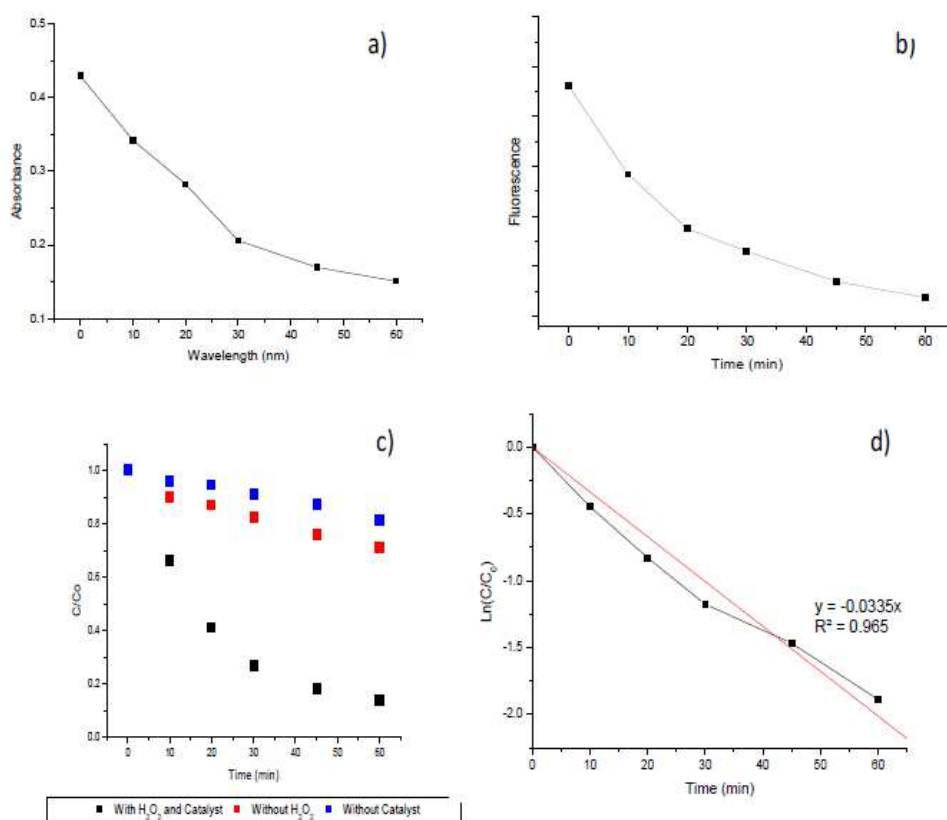 a)
0.5
0.4
0.3
0.2
0.1
Absorbance
0 10 20 30 40 50 60
Wavelength (nm)
b)
Fluorescence
0 10 20 30 40 50 60
Time (min)
c)
1.0
0.8
0.6
0.4
0.2
0.0
C/Co
0 10 20 30 40 50 60
Time (min)
With H₂O₂ and Catalyst Without H₂O₂ Without Catalyst
d)
0.0
-0.5
-1.0
-1.5
-2.0
Ln(C/C₀)
y = -0.0335x
R² = 0.965
0 10 20 30 40 50 60
Time (min)